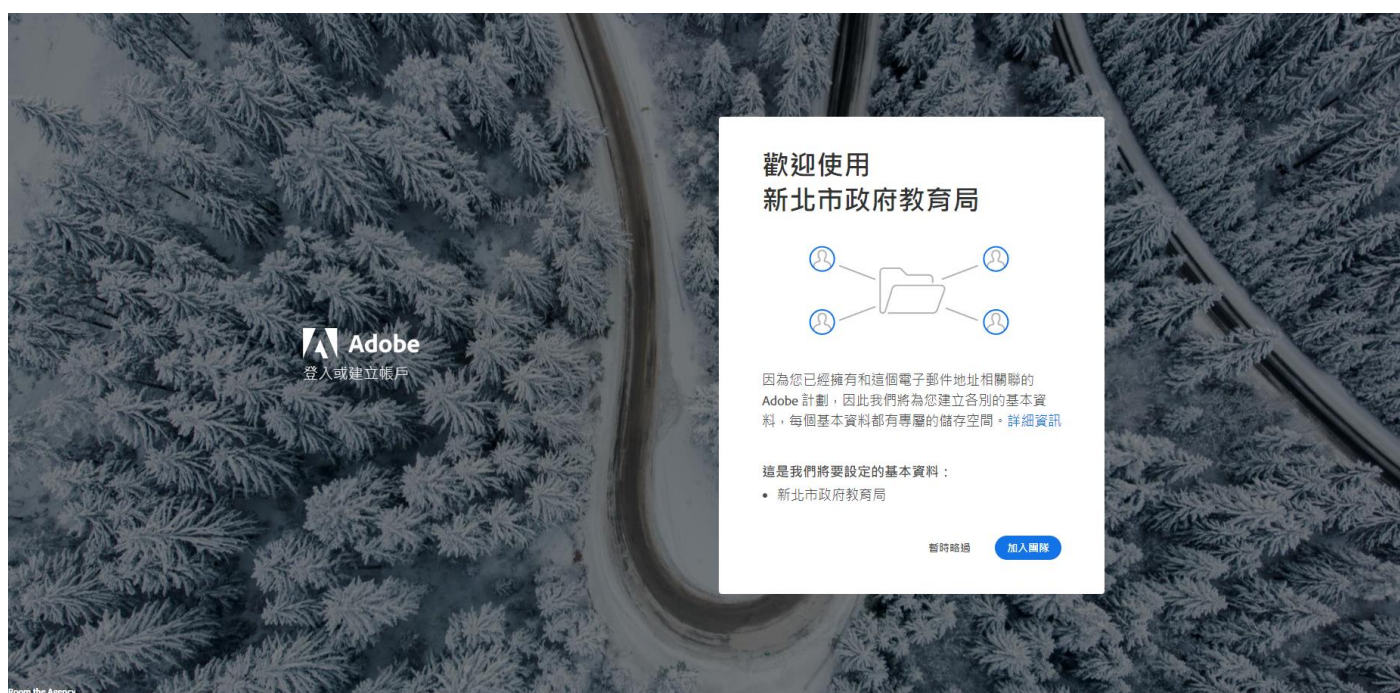 Adobe
登入或建立帳戶
歡迎使用
新北市政府教育局
因為您已經擁有和這個電子郵件地址相關聯的
Adobe 計劃，因此我們將為您建立各別的基本資
料，每個基本資料都有專屬的儲存空間。詳細資訊
這是我們將要設定的基本資料：
• 新北市政府教育局
暫時略過
加入團隊
Room the Agency